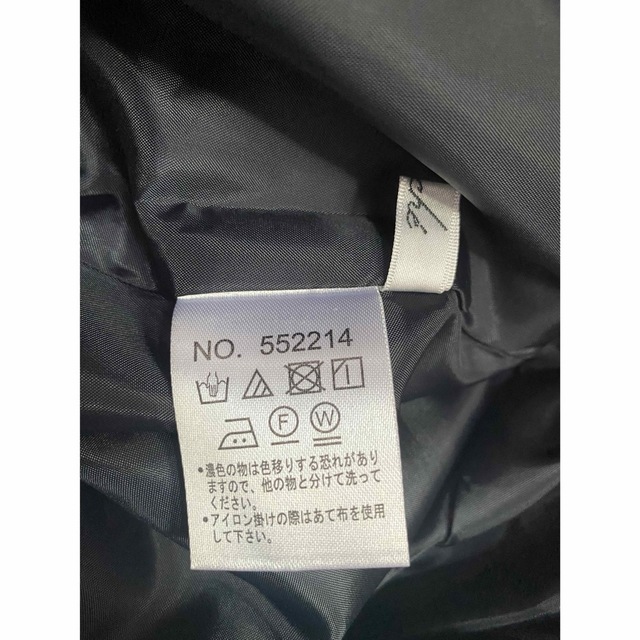 ché
NO. 552214
F W
•濃色の物は色移りする恐れがあり
ますので、他の物と分けて洗って
ください。
•アイロン掛けの際はあて布を使用
して下さい。